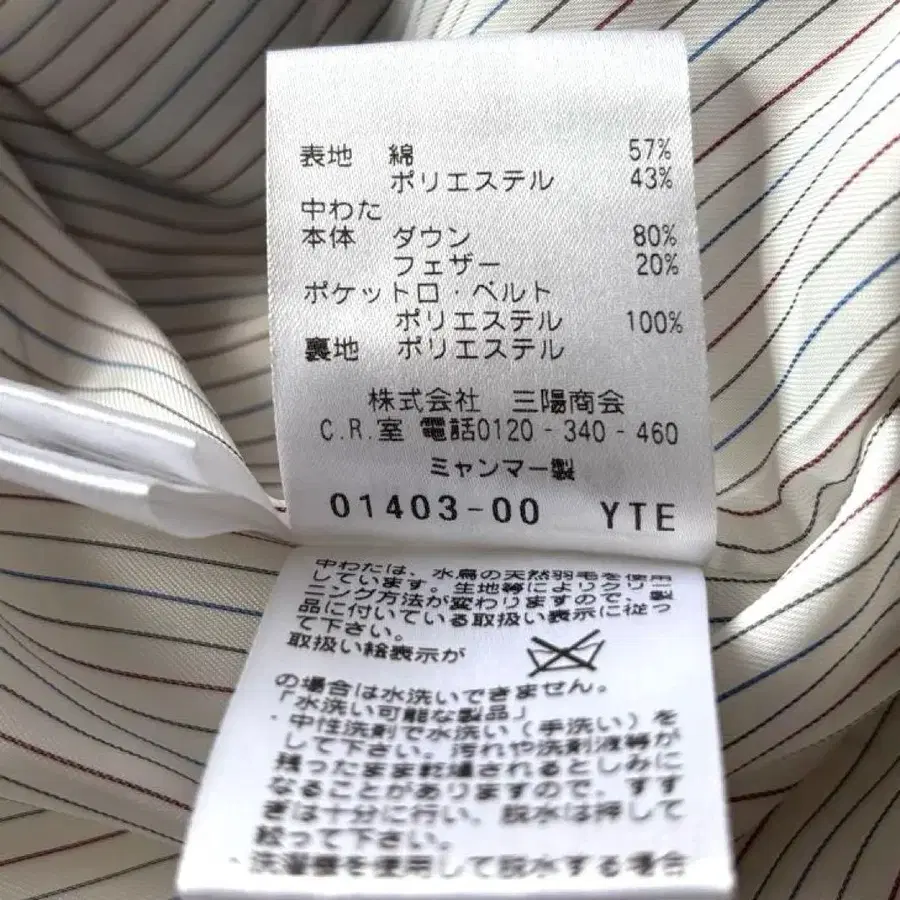 表地 綿 57%
ポリエステル 43%
中わた
本体 ダウン 80%
フェザー 20%
ポケット口・ベルト
ポリエステル 100%
裏地 ポリエステル
株式会社 三陽商会
C.R.室 電話0120-340-460
ミャンマー製
01403-00 YTE
中わたは、水鳥の天然羽毛を使用
しています。生地等によりクリー
ニング方法が変わりますので、製
品に付いている取扱い表示に従っ
て下さい。
取扱い絵表示が
の場合は水洗いできません。
「水洗い可能な製品」
・中性洗剤で水洗い（手洗い）を
して下さい。汚れや洗剤液等が
残ったまま乾燥されるとしみに
なることがありますので、すす
ぎは十分に行い、脱水は押して
絞って下さい。
・洗濯機を使用して脱水する場合